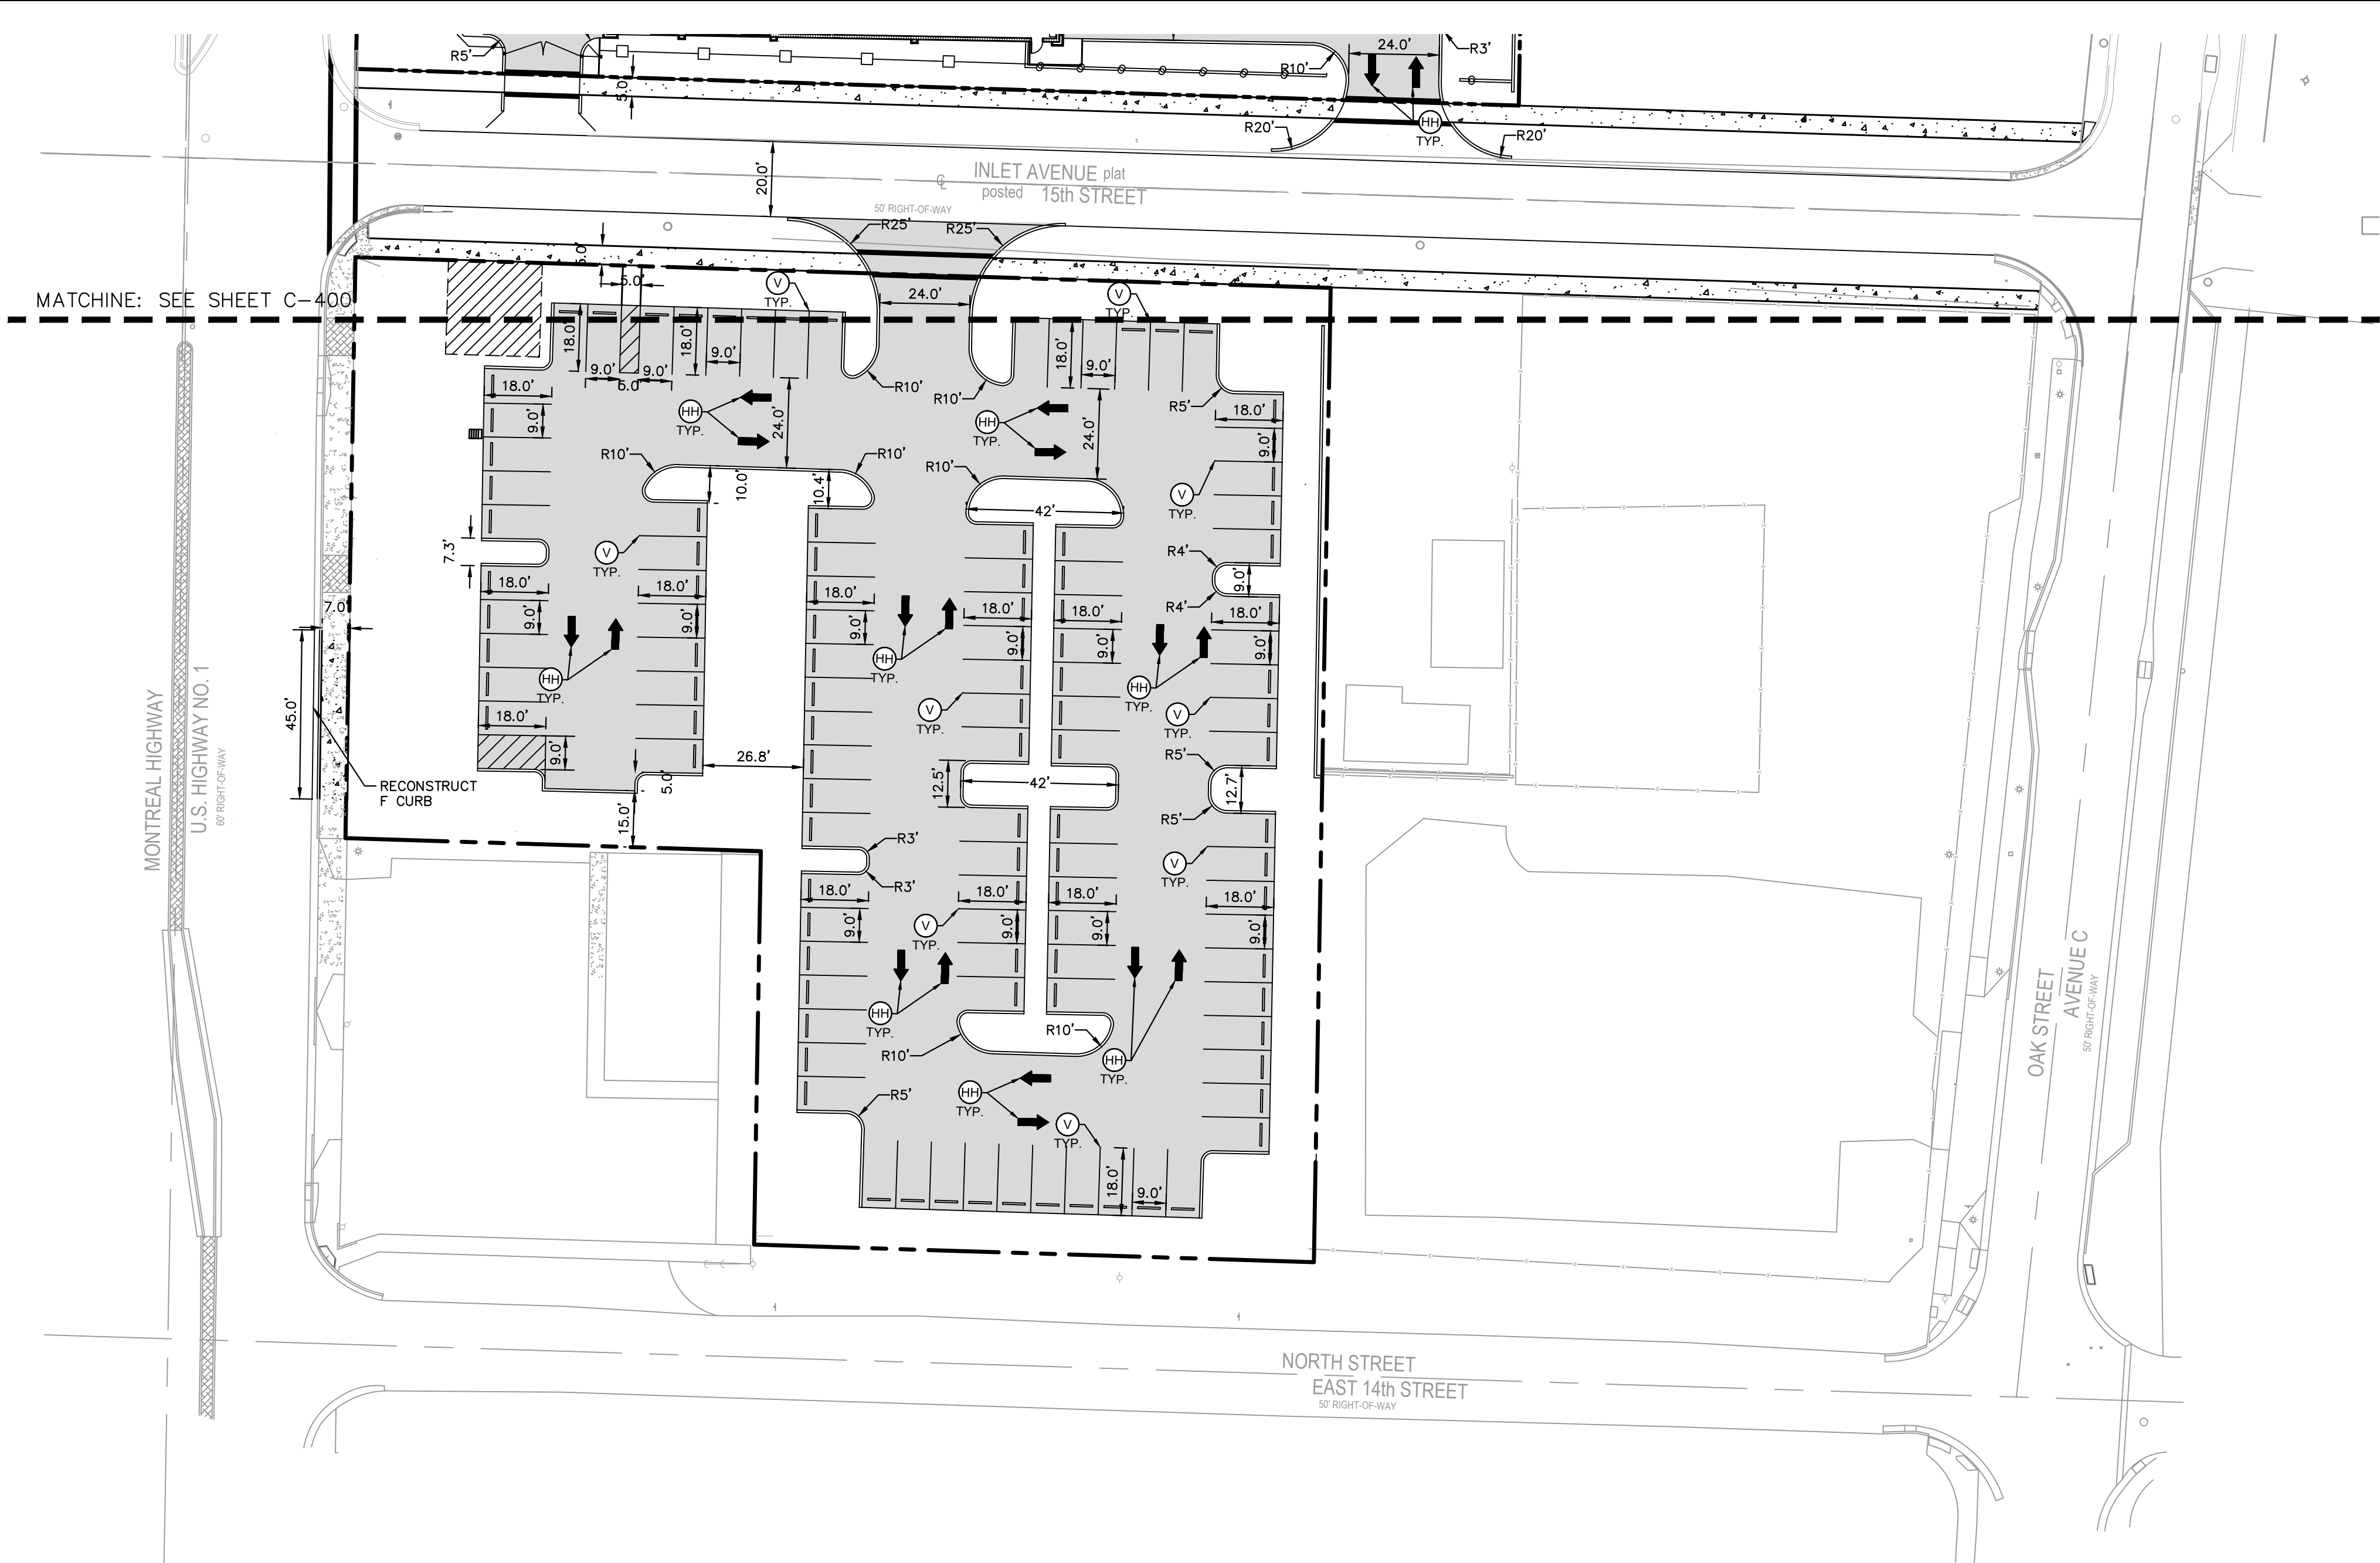 R5'
5.0'
R10'
24.0'
R3'
R20'
HH
TYP.
R20'
20.0'
INLET AVENUE plat
posted 15th STREET
50' RIGHT-OF-WAY
R25'
R25'
5.0'
V
TYP.
24.0'
V
TYP.
MATCHINE: SEE SHEET C-400
18.0'
18.0'
9.0'
9.0'
5.0'
9.0'
R10'
R10'
18.0'
9.0'
R5'
18.0'
18.0'
9.0'
HH
TYP.
24.0'
HH
TYP.
24.0'
9.0'
R10'
10.0'
10.4'
R10'
R10'
42'
V
TYP.
7.3'
V
TYP.
R4'
9.0'
R4'
18.0'
18.0'
18.0'
18.0'
18.0'
18.0'
7.0'
9.0'
9.0'
9.0'
9.0'
9.0'
9.0'
HH
TYP.
HH
TYP.
HH
TYP.
V
TYP.
V
TYP.
45.0'
MONTREAL HIGHWAY
U.S. HIGHWAY NO. 1
60' RIGHT-OF-WAY
RECONSTRUCT
F CURB
18.0'
9.0'
26.8'
5.0'
15.0'
12.5'
42'
R5'
12.7'
R5'
R3'
R3'
V
TYP.
18.0'
18.0'
18.0'
18.0'
9.0'
9.0'
9.0'
9.0'
V
TYP.
HH
TYP.
R10'
R10'
HH
TYP.
R5'
HH
TYP.
V
TYP.
18.0'
9.0'
OAK STREET
AVENUE C
50' RIGHT-OF-WAY
NORTH STREET
EAST 14th STREET
50' RIGHT-OF-WAY